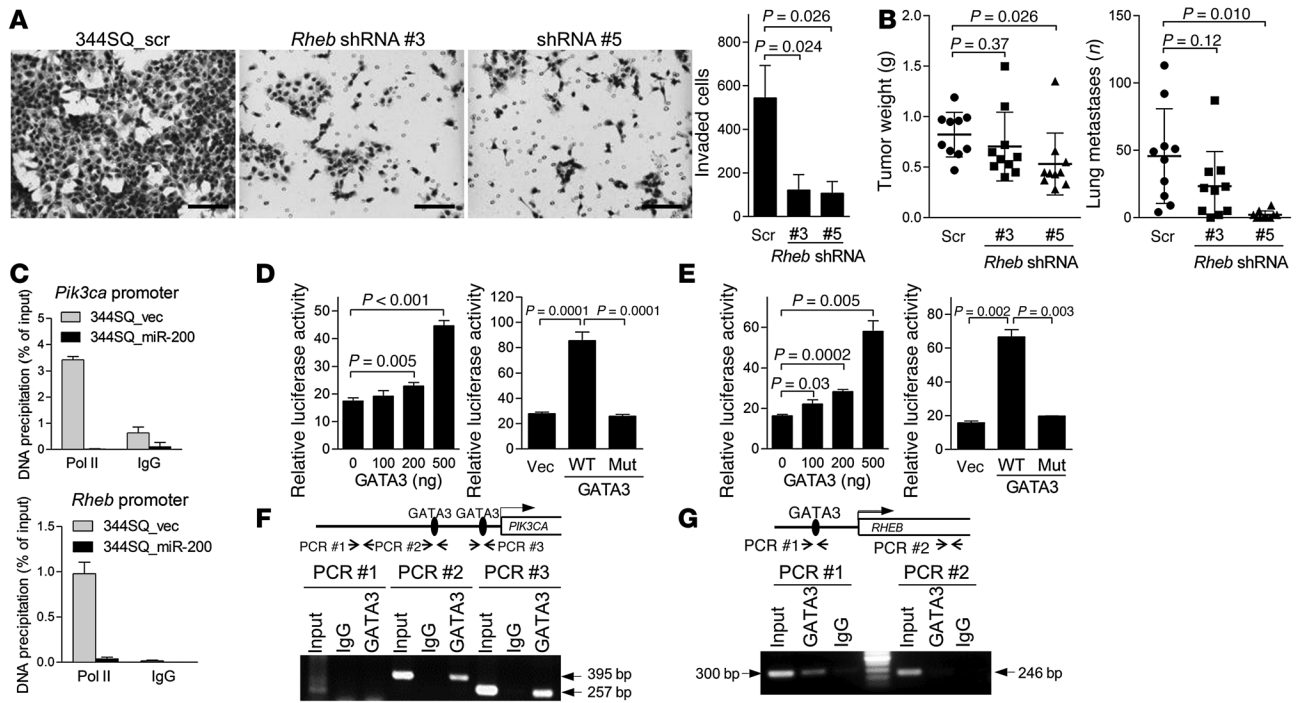 A
344SQ_scr
Rheb shRNA #3
shRNA #5
Invaded cells
800
600
400
200
0
P = 0.026
P = 0.024
Scr
#3
#5
Rheb shRNA
B
Tumor weight (g)
2.0
1.5
1.0
0.5
0.0
P = 0.026
P = 0.37
Scr
#3
#5
Rheb shRNA
Lung metastases (n)
150
100
50
0
P = 0.010
P = 0.12
Scr
#3
#5
Rheb shRNA
C
Pik3ca promoter
344SQ_vec
344SQ_miR-200
DNA precipitation (% of input)
5
4
3
2
1
0
Pol II
IgG
Rheb promoter
344SQ_vec
344SQ_miR-200
DNA precipitation (% of input)
1.5
1.0
0.5
0.0
Pol II
IgG
D
Relative luciferase activity
50
40
30
20
10
0
P < 0.001
P = 0.005
0 100 200 500
GATA3 (ng)
Relative luciferase activity
120
100
80
60
40
20
0
P = 0.0001
P = 0.0001
Vec
WT
Mut
GATA3
E
Relative luciferase activity
60
40
20
0
P = 0.005
P = 0.0002
P = 0.03
0 100 200 500
GATA3 (ng)
Relative luciferase activity
80
60
40
20
0
P = 0.002
P = 0.003
Vec
WT
Mut
GATA3
F
GATA3 GATA3
PIK3CA
PCR #1
PCR #2
PCR #3
PCR #1 PCR #2 PCR #3
Input
IgG
GATA3
Input
IgG
GATA3
Input
IgG
GATA3
395 bp
257 bp
G
GATA3
RHEB
PCR #1
PCR #2
PCR #1 PCR #2
Input
GATA3
IgG
Input
GATA3
IgG
300 bp
246 bp